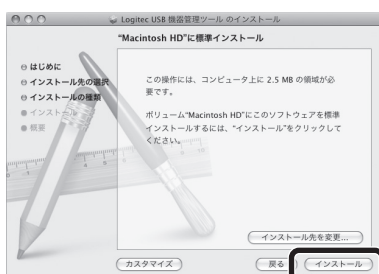 Logitec USB 機器管理ツール のインストール
“Macintosh HD”に標準インストール
はじめに
インストール先の選択
インストールの種類
インストール
概要
この操作には、コンピュータ上に 2.5 MB の領域が必
要です。
ボリューム“Macintosh HD”にこのソフトウェアを標準
インストールするには、“インストール”をクリックして
ください。
インストール先を変更...
カスタマイズ
戻る
インストール